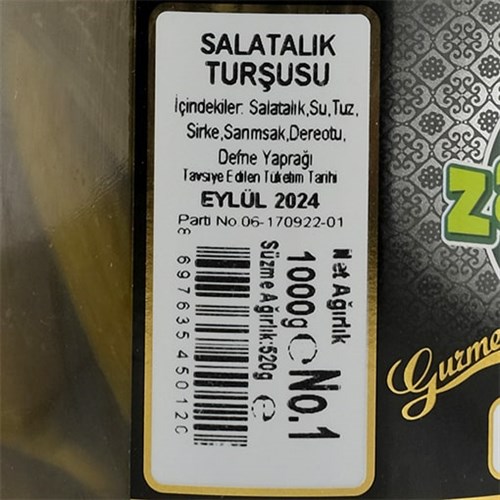 SALATALIK
TURŞUSU
İçindekiler: Salatalık,Su,Tuz,
Sirke,Sarımsak,Dereotu,
Defne Yaprağı
Tavsiye Edilen Tüketim Tarihi
EYLÜL 2024
Parti No.06-170922-01
Net Ağırlık
1000g e No.1
Süzme Ağırlık:520g e
697635 450120
Gurme